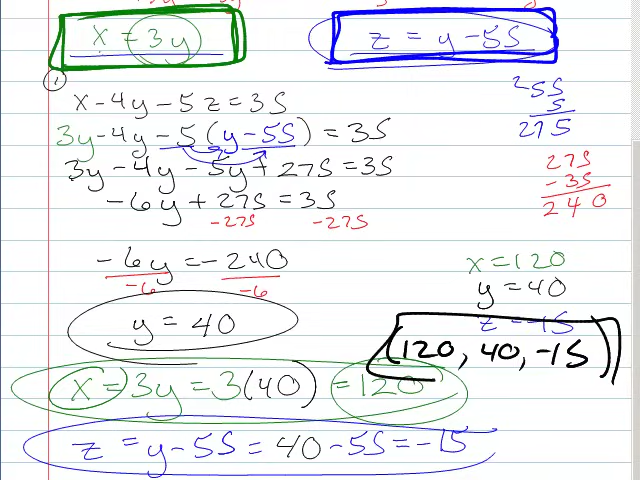 x = 3y
z = y - 55
1
x - 4y - 5z = 35
3y - 4y - 5(y - 55) = 35
3y - 4y - 5y + 275 = 35
-6y + 275 = 35
-275 -275
-6y = -240
-6 -6
y = 40
x = 3y = 3(40) = 120
z = y - 55 = 40 - 55 = -15
255
5
275
275
-35
240
x = 120
y = 40
z = -15
(120, 40, -15)